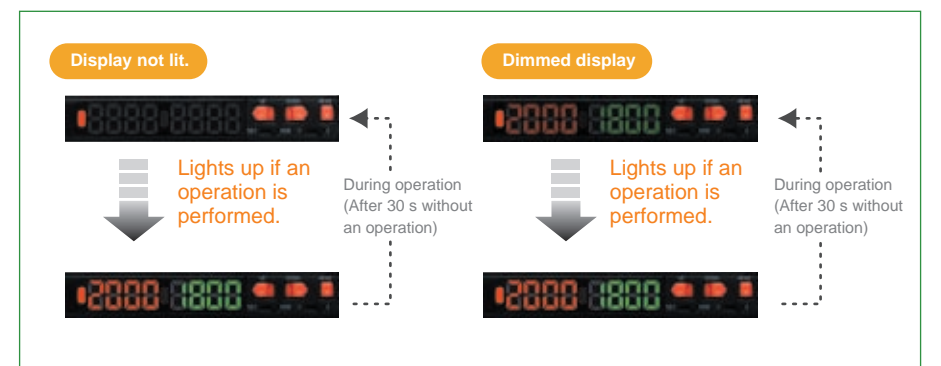 Display not lit.
Dimmed display
Lights up if an
operation is
performed.
During operation
(After 30 s without
an operation)
2000 1800
2000 1800
Lights up if an
operation is
performed.
During operation
(After 30 s without
an operation)
2000 1800